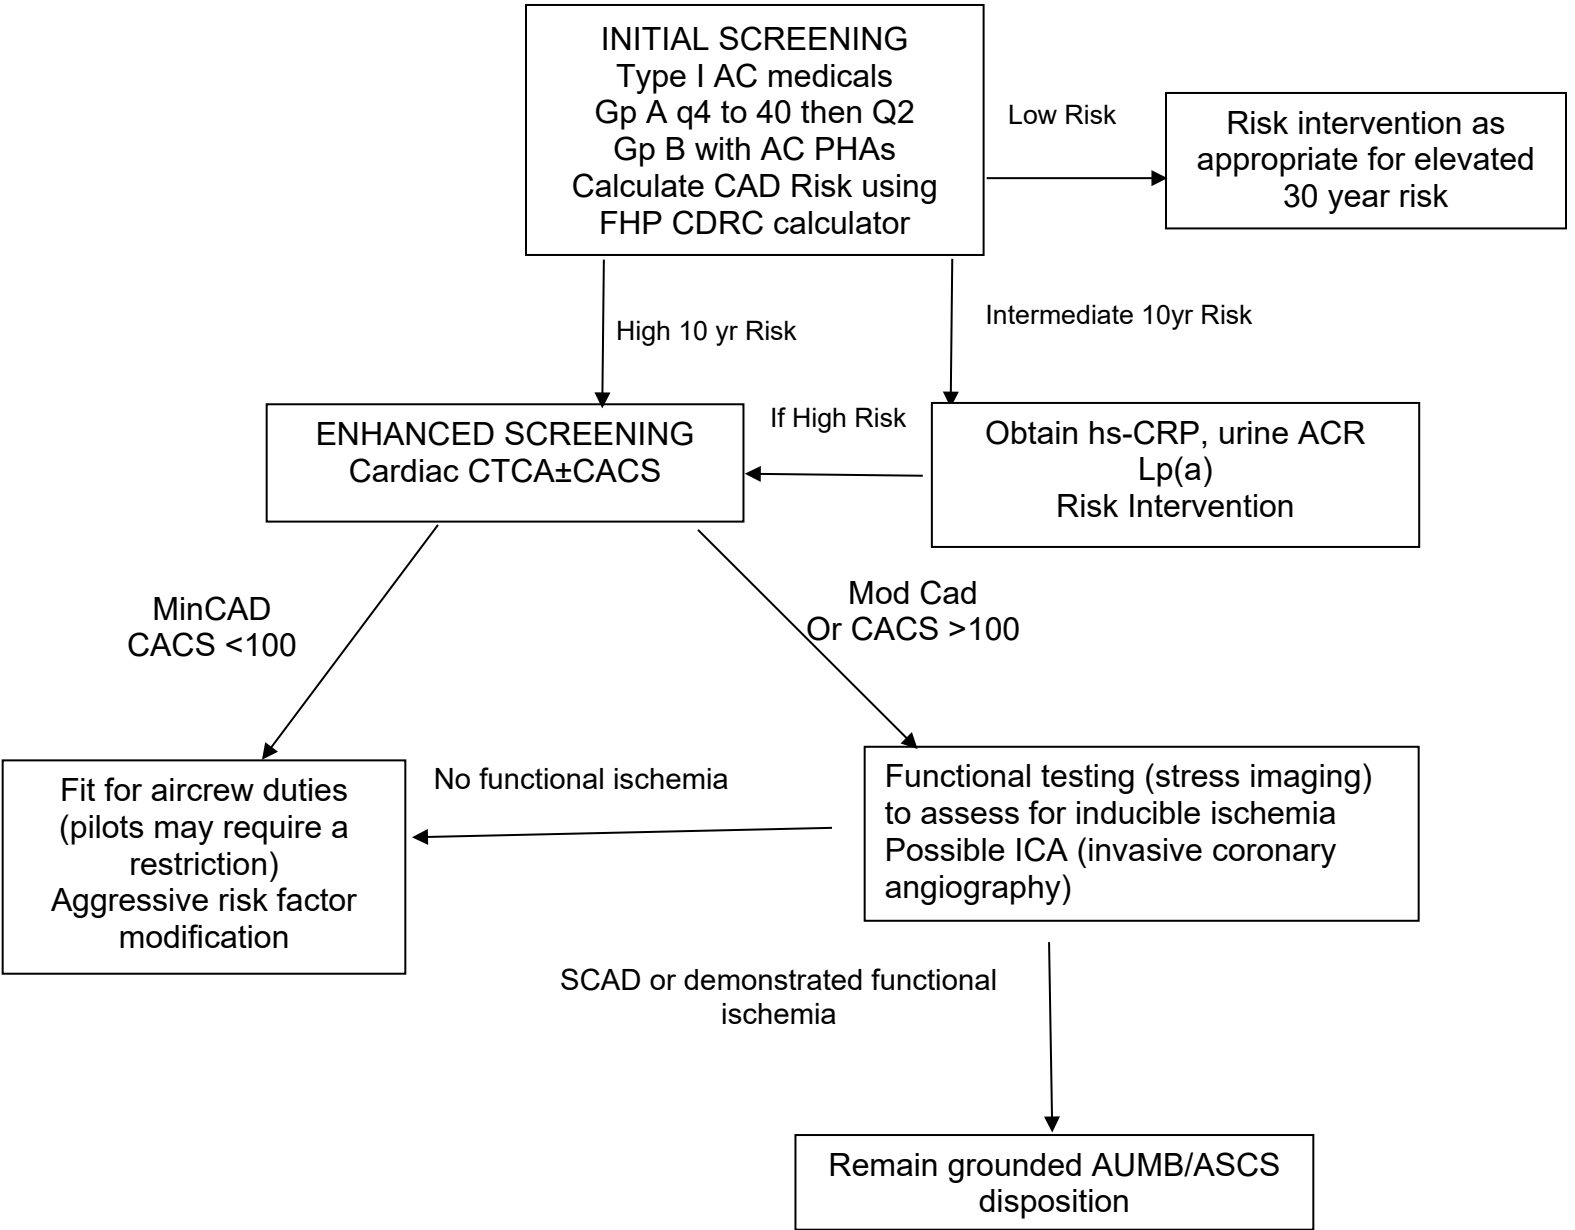 INITIAL SCREENING
Type I AC medicals
Gp A q4 to 40 then Q2
Gp B with AC PHAs
Calculate CAD Risk using
FHP CDRC calculator
Low Risk
Risk intervention as
appropriate for elevated
30 year risk
High 10 yr Risk
Intermediate 10yr Risk
ENHANCED SCREENING
Cardiac CTCA±CACS
If High Risk
Obtain hs-CRP, urine ACR
Lp(a)
Risk Intervention
MinCAD
CACS <100
Mod Cad
Or CACS >100
Fit for aircrew duties
(pilots may require a
restriction)
Aggressive risk factor
modification
No functional ischemia
Functional testing (stress imaging)
to assess for inducible ischemia
Possible ICA (invasive coronary
angiography)
SCAD or demonstrated functional
ischemia
Remain grounded AUMB/ASCS
disposition